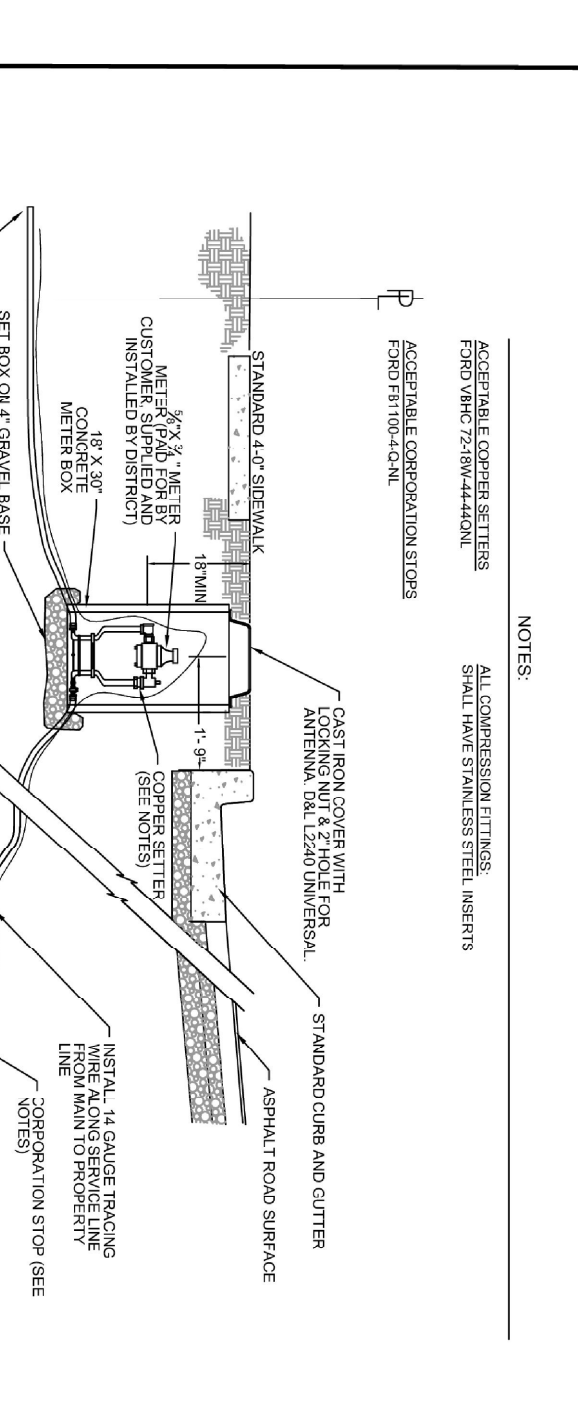 NOTES:
ACCEPTABLE COPPER SETTERS
FORD VBHC 72-18W-44-44QNL
ALL COMPRESSION FITTINGS:
SHALL HAVE STAINLESS STEEL INSERTS
ACCEPTABLE CORPORATION STOPS
FORD FB1100-4-Q-NL
PL
CAST IRON COVER WITH
LOCKING NUT & 2" HOLE FOR
ANTENNA. D&L L2240 UNIVERSAL.
STANDARD CURB AND GUTTER
ASPHALT ROAD SURFACE
STANDARD 4'-0" SIDEWALK
18"MIN
1'- 9"
5/8"X 3/4 " METER
METER (PAID FOR BY
CUSTOMER, SUPPLIED AND
INSTALLED BY DISTRICT)
COPPER SETTER
(SEE NOTES)
18' X 30"
CONCRETE
METER BOX
INSTALL 14 GAUGE TRACING
WIRE ALONG SERVICE LINE
FROM MAIN TO PROPERTY
LINE
CORPORATION STOP (SEE
NOTES)
SET BOX ON 4" GRAVEL BASE